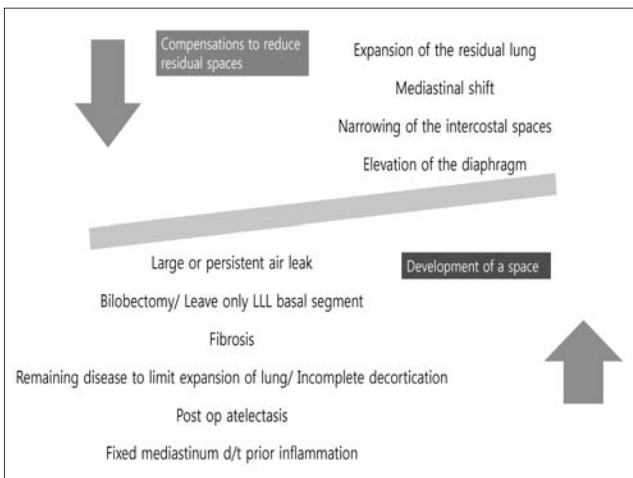 Compensations to reduce
residual spaces
Expansion of the residual lung
Mediastinal shift
Narrowing of the intercostal spaces
Elevation of the diaphragm
Large or persistent air leak
Development of a space
Bilobectomy/ Leave only LLL basal segment
Fibrosis
Remaining disease to limit expansion of lung/ Incomplete decortication
Post op atelectasis
Fixed mediastinum d/t prior inflammation